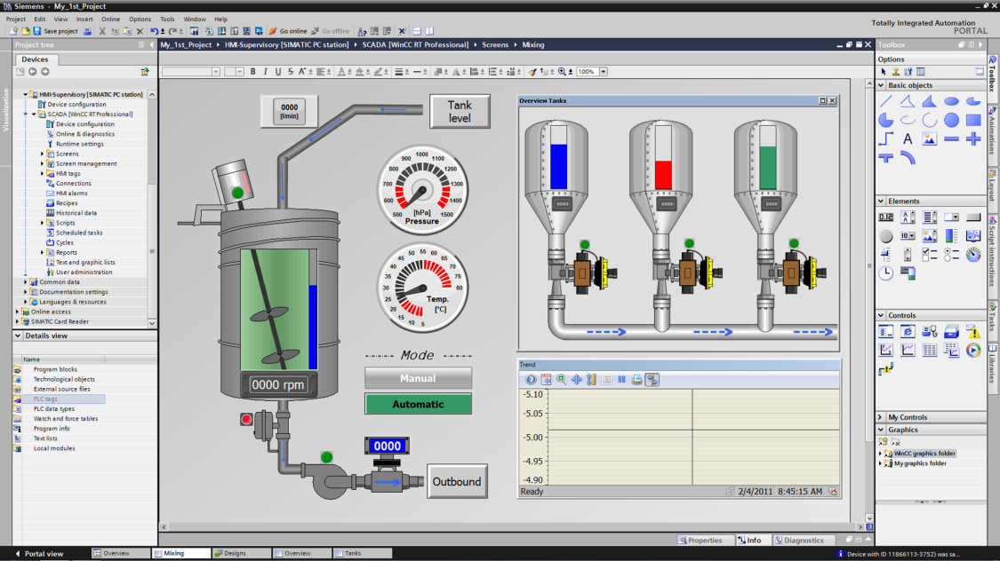 Siemens - My_1st_Project
Project Edit View Insert Online Options Tools Window Help
Save project Go online Go offline
Totally Integrated Automation
PORTAL
Project tree
My_1st_Project HMI-Supervisory [SIMATIC PC station] SCADA [WinCC RT Professional] Screens Mixing
Toolbox
Devices
Options
100%
B I U S A
Visualization
HMI-Supervisory [SIMATIC PC station]
Device configuration
SCADA [WinCC RT Professional]
Device configuration
Online & diagnostics
Runtime settings
Screens
Screen management
HMI tags
Connections
HMI alarms
Recipes
Historical data
Scripts
Scheduled tasks
Cycles
Reports
Text and graphic lists
User administration
Common data
Documentation settings
Languages & resources
Online access
SIMATIC Card Reader
Details view
Name
Program blocks
Technological objects
External source files
PLC tags
PLC data types
Watch and force tables
Program info
Text lists
Local modules
0000
[l/min]
Tank
level
500 600 700 800 900 1000 1100 1200 1300 1400 1500
[hPa]
Pressure
5 10 15 20 25 30 35 40 45 50 55 60 65 70 75 80
Temp.
[°C]
Mode
Manual
Automatic
0000 rpm
0000
Outbound
Overview Tanks
0000 0000 0000
Trend
-5.10
-5.05
-5.00
-4.95
-4.90
Ready
2/4/2011 8:45:15 AM
Basic objects
A
Elements
Controls
My Controls
Graphics
WinCC graphics folder
My graphics folder
Toolbox
Animations
Layout
Script instructions
Tasks
Libraries
Properties Info Diagnostics
Portal view Overview Mixing Designs Overview Tanks
Device with ID 11866113-3752) was sa...